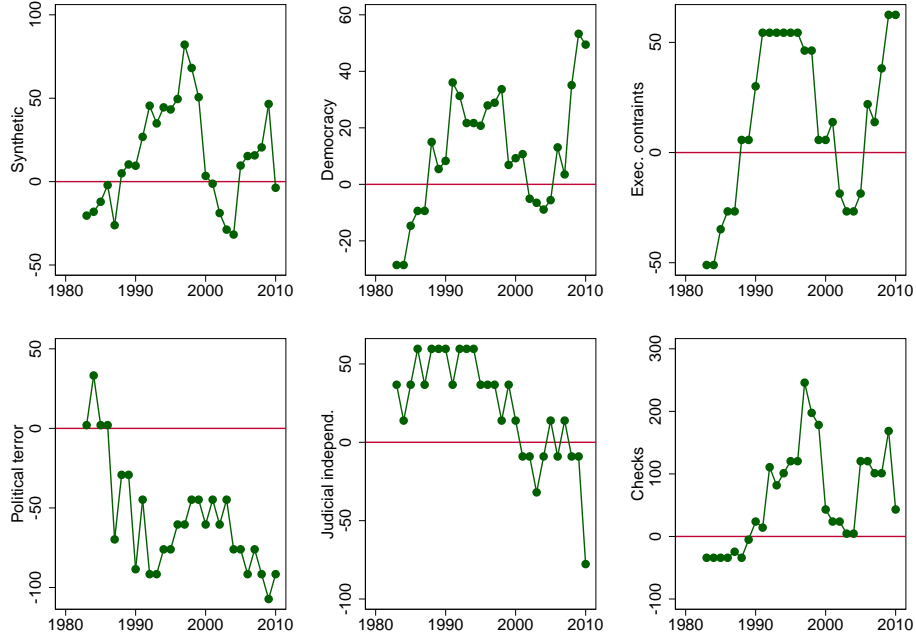 Synthetic
100
50
0
-50
1980 1990 2000 2010
Democracy
60
40
20
0
-20
1980 1990 2000 2010
Exec. contraints
50
0
-50
1980 1990 2000 2010
Political terror
50
0
-50
-100
1980 1990 2000 2010
Judicial independ.
50
0
-50
-100
1980 1990 2000 2010
Checks
300
200
100
0
-100
1980 1990 2000 2010